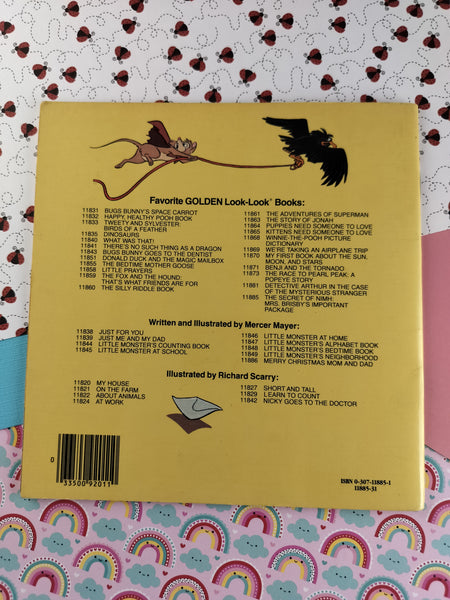 Favorite GOLDEN Look-Look® Books:
11831 BUGS BUNNY'S SPACE CARROT
11832 HAPPY, HEALTHY POOH BOOK
11833 TWEETY AND SYLVESTER
BIRDS OF A FEATHER
11835 DINOSAURS
11840 WHAT WAS THAT!
11841 THERE'S NO SUCH THING AS A DRAGON
11843 BUGS BUNNY GOES TO THE DENTIST
11851 DONALD DUCK AND THE MAGIC MAILBOX
11855 THE BEDTIME MOTHER GOOSE
11858 LITTLE PRAYERS
11859 THE FOX AND THE HOUND:
THAT'S WHAT FRIENDS ARE FOR
11860 THE SILLY RIDDLE BOOK
11861 THE ADVENTURES OF SUPERMAN
11863 THE STORY OF JONAH
11864 PUPPIES NEED SOMEONE TO LOVE
11865 KITTENS NEED SOMEONE TO LOVE
11868 WINNIE-THE-POOH PICTURE
DICTIONARY
11869 WE'RE TAKING AN AIRPLANE TRIP
11870 MY FIRST BOOK ABOUT THE SUN,
MOON, AND STARS
11871 BENJI AND THE TORNADO
11873 THE RACE TO PEARL PEAK: A
POPEYE STORY
11881 DETECTIVE ARTHUR IN THE CASE
OF THE MYSTERIOUS STRANGER
11885 THE SECRET OF NIMH:
MRS. BRISBY'S IMPORTANT
PACKAGE
Written and Illustrated by Mercer Mayer:
11838 JUST FOR YOU
11839 JUST ME AND MY DAD
11844 LITTLE MONSTER'S COUNTING BOOK
11845 LITTLE MONSTER AT SCHOOL
11846 LITTLE MONSTER AT HOME
11847 LITTLE MONSTER'S ALPHABET BOOK
11848 LITTLE MONSTER'S BEDTIME BOOK
11849 LITTLE MONSTER'S NEIGHBORHOOD
11886 MERRY CHRISTMAS MOM AND DAD
Illustrated by Richard Scarry:
11820 MY HOUSE
11821 ON THE FARM
11822 ABOUT ANIMALS
11824 AT WORK
11827 SHORT AND TALL
11829 LEARN TO COUNT
11842 NICKY GOES TO THE DOCTOR
0
33500 92011
ISBN 0-307-11885-1
11885-31